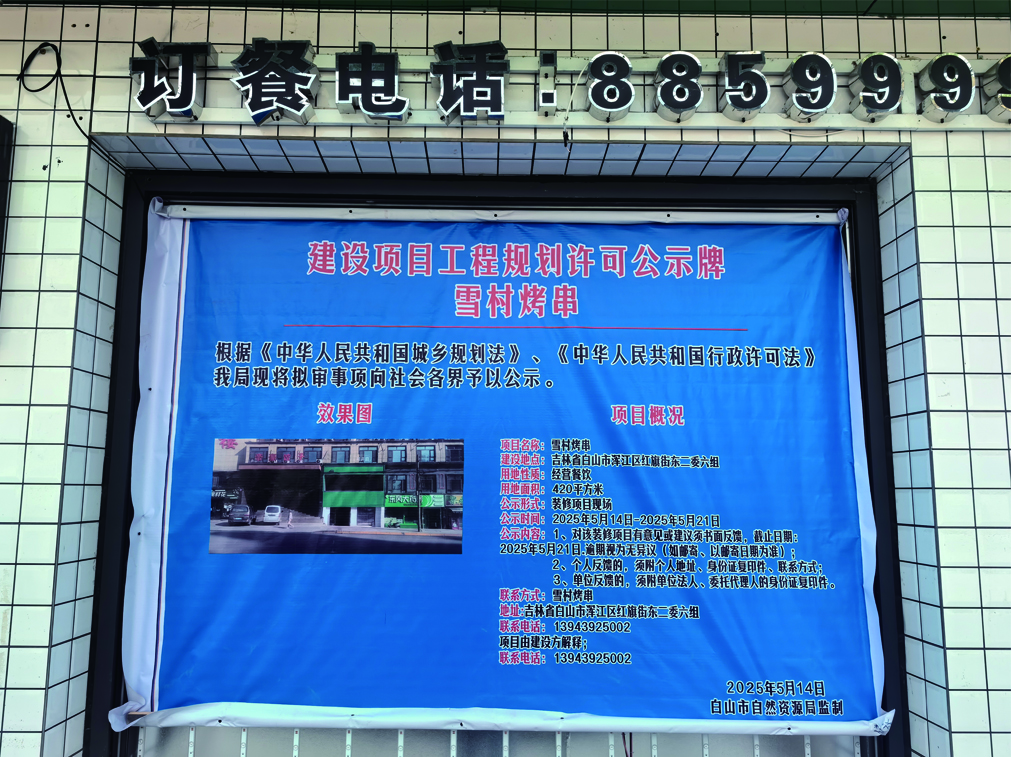 订餐电话:885999
建设项目工程规划许可公示牌
雪村烤串
根据《中华人民共和国城乡规划法》、《中华人民共和国行政许可法》
我局现将拟审事项向社会各界予以公示。
效果图
项目概况
项目名称：雪村烤串
建设地点：吉林省白山市浑江区红旗街东二委六组
用地性质：经营餐饮
用地面积：420平方米
公示形式：装修项目现场
公示时间：2025年5月14日-2025年5月21日
公示内容：1、对该装修项目有意见或建议须书面反馈，截止日期：
2025年5月21日.逾期视为无异议（如邮寄、以邮寄日期为准）；
2、个人反馈的，须附个人地址、身份证复印件、联系方式；
3、单位反馈的，须附单位法人、委托代理人的身份证复印件。
联系方式：雪村烤串
地址:吉林省白山市浑江区红旗街东二委六组
联系电话：13943925002
项目由建设方解释；
联系电话：13943925002
2025年5月14日
白山市自然资源局监制